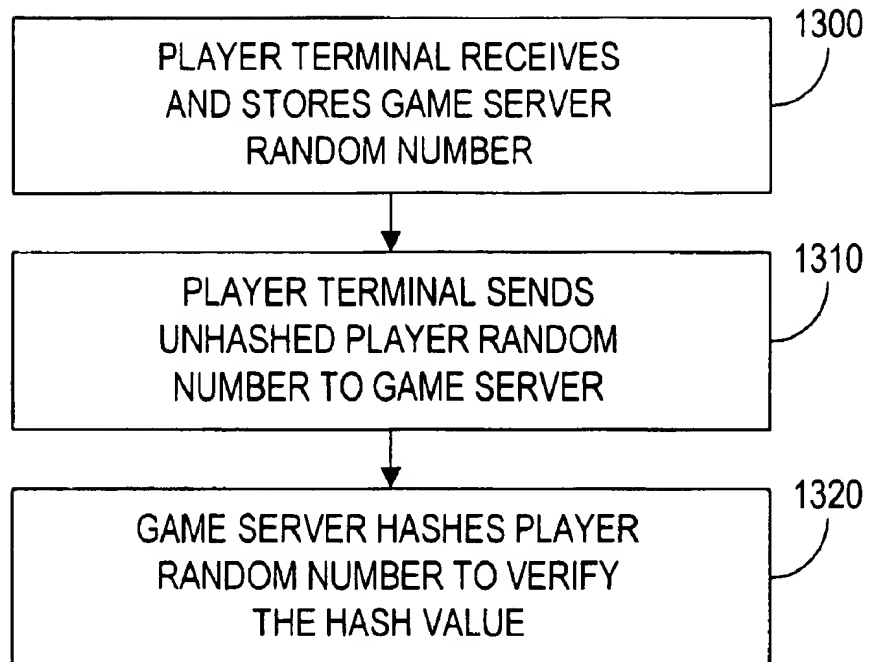 1300
PLAYER TERMINAL RECEIVES
AND STORES GAME SERVER
RANDOM NUMBER
1310
PLAYER TERMINAL SENDS
UNHASHED PLAYER RANDOM
NUMBER TO GAME SERVER
1320
GAME SERVER HASHES PLAYER
RANDOM NUMBER TO VERIFY
THE HASH VALUE